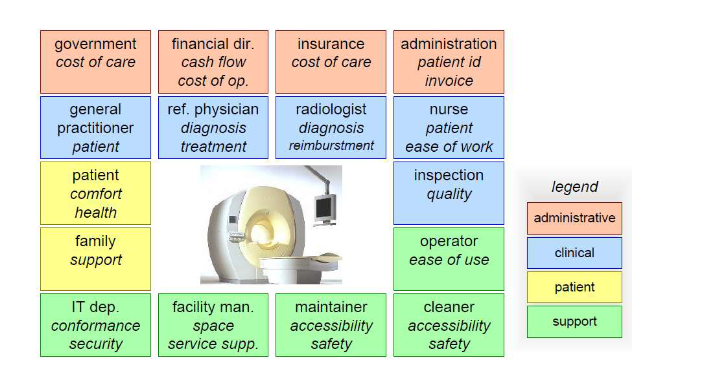 government
cost of care
financial dir.
cash flow
cost of op.
insurance
cost of care
administration
patient id
invoice
general
practitioner
patient
ref. physician
diagnosis
treatment
radiologist
diagnosis
reimburstment
nurse
patient
ease of work
patient
comfort
health
inspection
quality
family
support
operator
ease of use
IT dep.
conformance
security
facility man.
space
service supp.
maintainer
accessibility
safety
cleaner
accessibility
safety
legend
administrative
clinical
patient
support